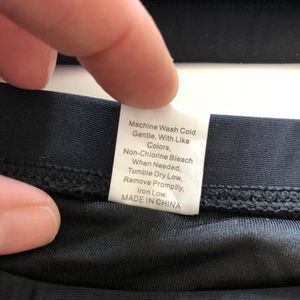 Machine Wash Cold
Gentle, With Like
Colors,
Non-Chlorine Bleach
When Needed,
Tumble Dry Low,
Remove Promptly,
Iron Low
MADE IN CHINA